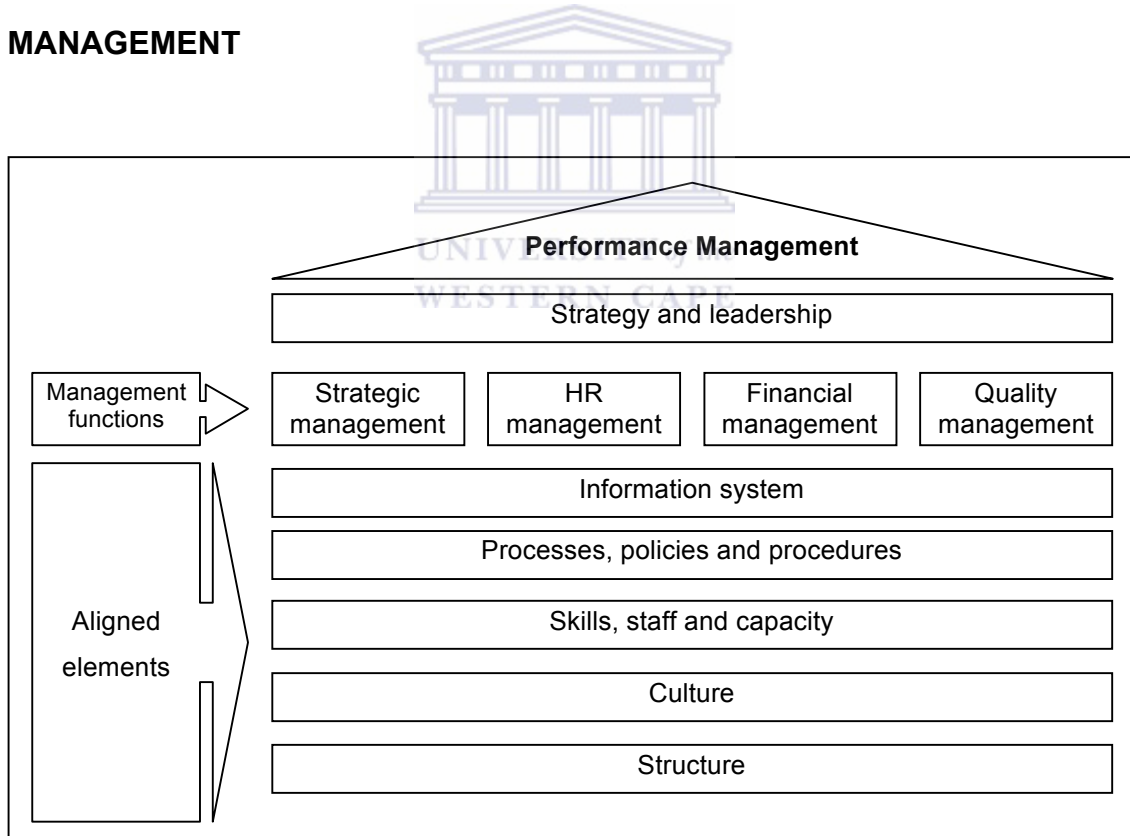 MANAGEMENT
UNIVERSITY of the
WESTERN CAPE
Performance Management
Strategy and leadership
Management
functions
Strategic
management
HR
management
Financial
management
Quality
management
Aligned
elements
Information system
Processes, policies and procedures
Skills, staff and capacity
Culture
Structure